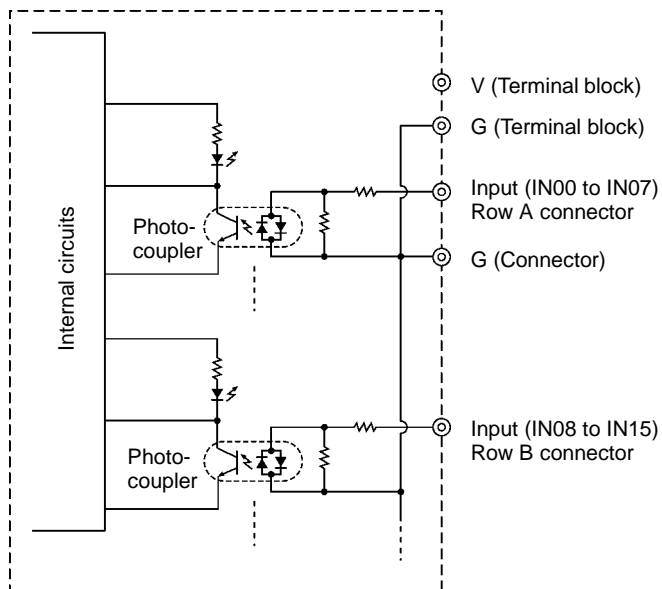 V (Terminal block)
G (Terminal block)
Input (IN00 to IN07)
Row A connector
Photo-
coupler
G (Connector)
Internal circuits
Input (IN08 to IN15)
Row B connector
Photo-
coupler